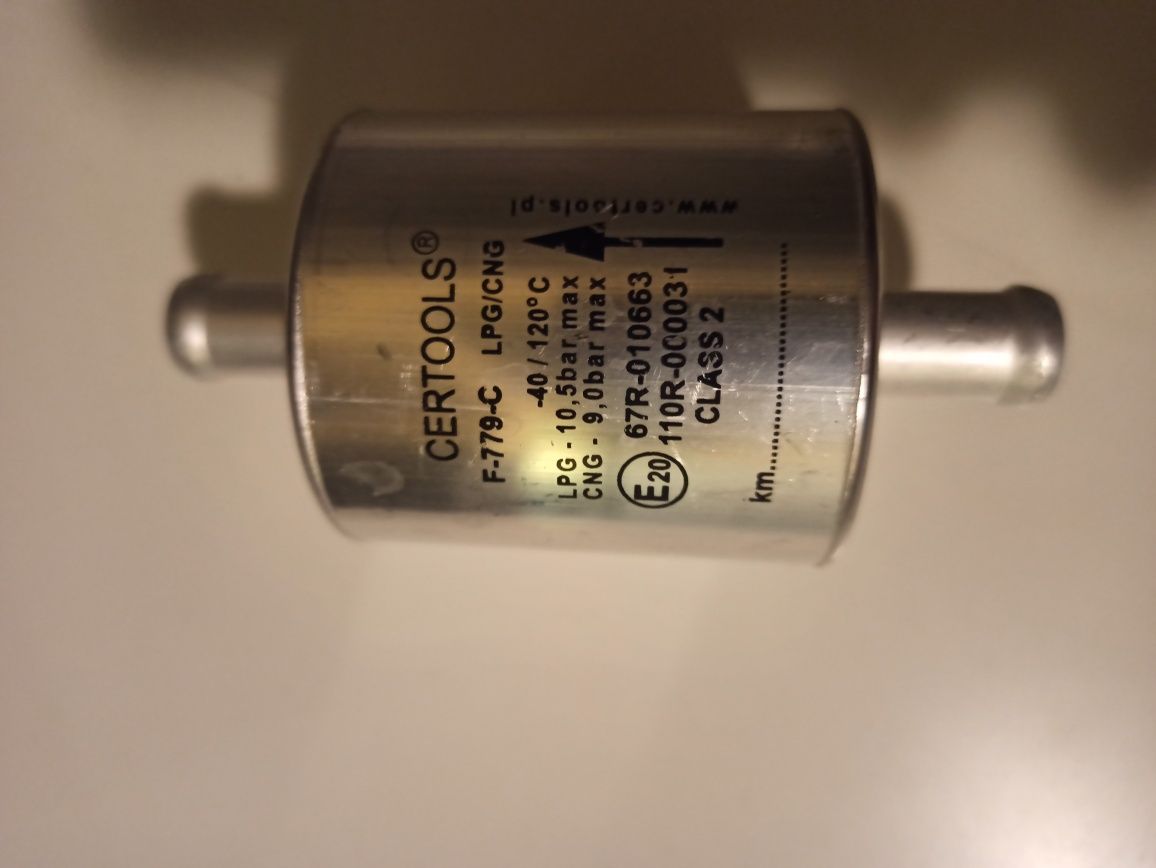 CERTOOLS®
F-779-C LPG/CNG
-40 / 120°C
LPG - 10,5bar max
CNG - 9,0bar max
E20 67R-010663
110R-000031
CLASS 2
km..............................
www.certools.pl